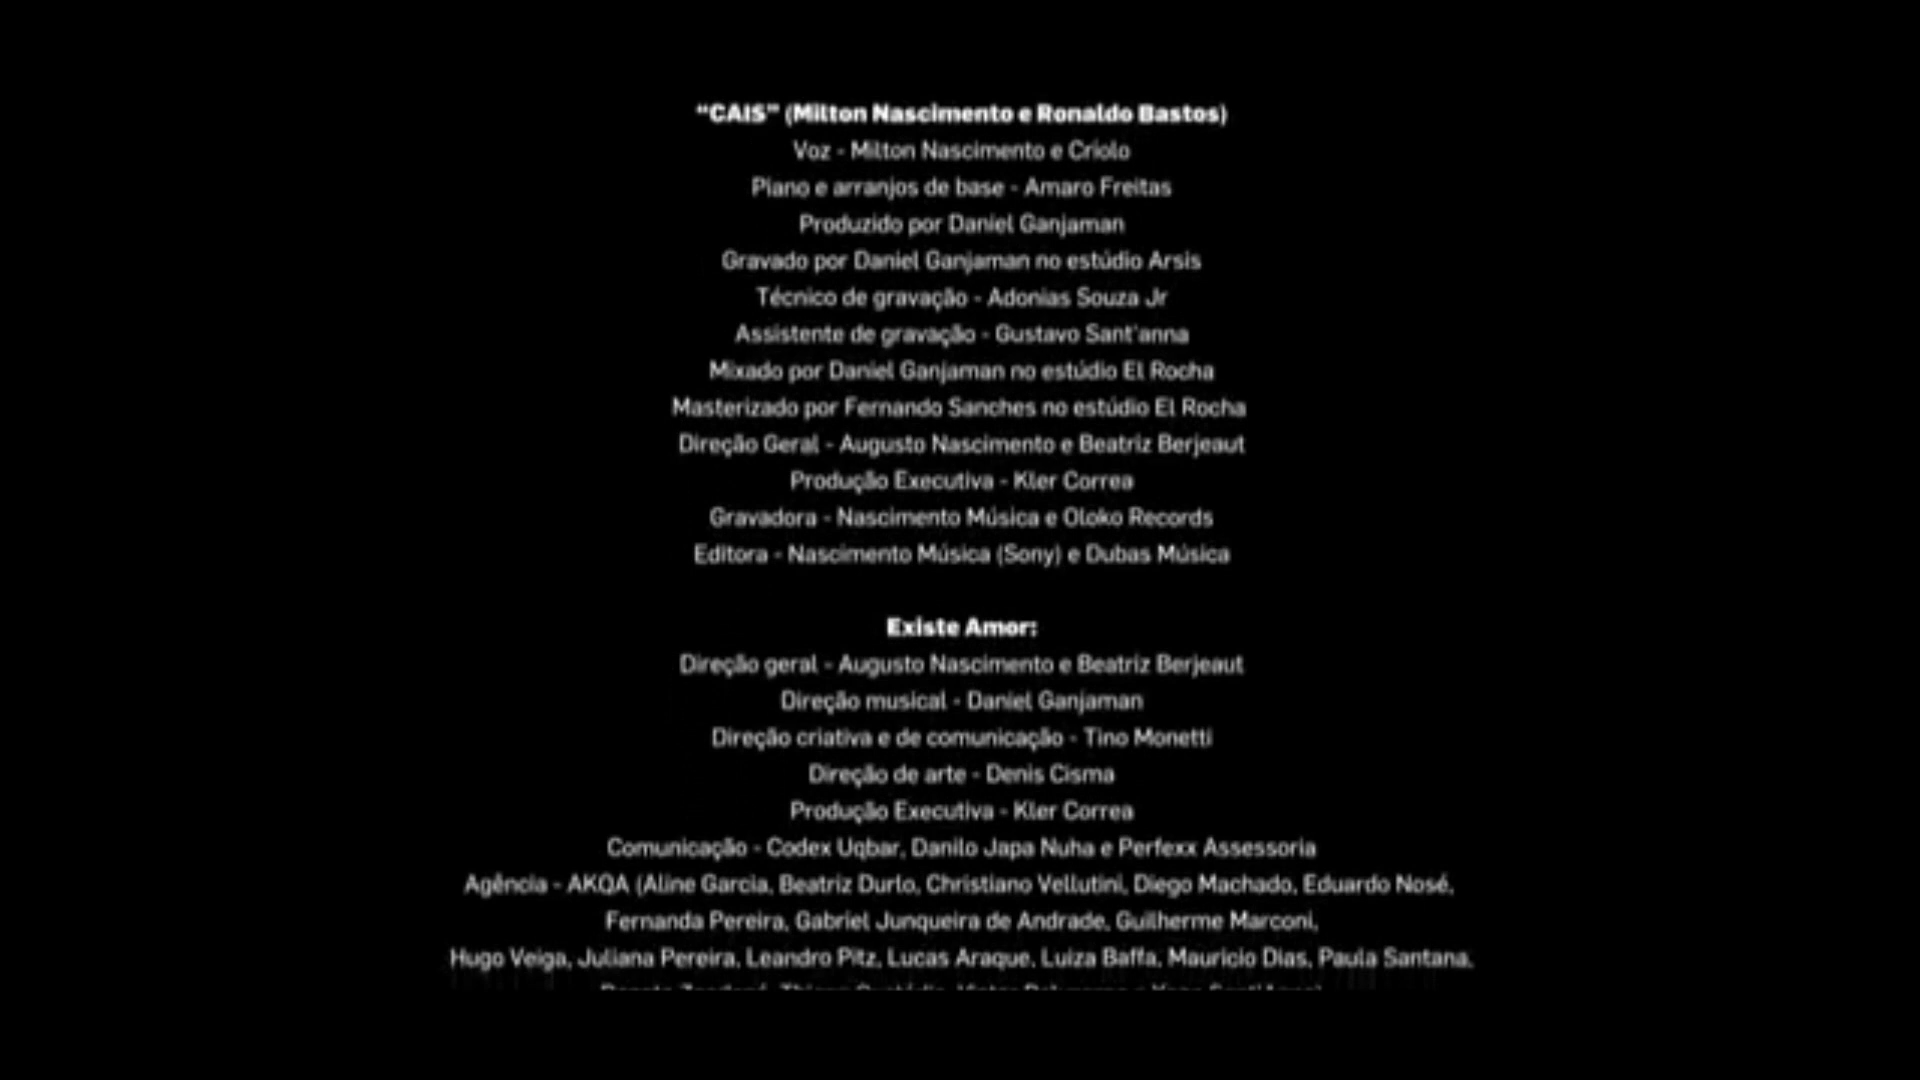 “CAIS” (Milton Nascimento e Ronaldo Bastos)
Voz - Milton Nascimento e Criolo
Piano e arranjos de base - Amaro Freitas
Produzido por Daniel Ganjaman
Gravado por Daniel Ganjaman no estúdio Arsis
Técnico de gravação - Adonias Souza Jr
Assistente de gravação - Gustavo Sant'anna
Mixado por Daniel Ganjaman no estúdio El Rocha
Masterizado por Fernando Sanches no estúdio El Rocha
Direção Geral - Augusto Nascimento e Beatriz Berjeaut
Produção Executiva - Kler Correa
Gravadora - Nascimento Música e Oloko Records
Editora - Nascimento Música (Sony) e Dubas Música
Existe Amor:
Direção geral - Augusto Nascimento e Beatriz Berjeaut
Direção musical - Daniel Ganjaman
Direção criativa e de comunicação - Tino Monetti
Direção de arte - Denis Cisma
Produção Executiva - Kler Correa
Comunicação - Codex Uqbar, Danilo Japa Nuha e Perfexx Assessoria
Agência - AKQA (Aline Garcia, Beatriz Durlo, Christiano Vellutini, Diego Machado, Eduardo Nosé,
Fernanda Pereira, Gabriel Junqueira de Andrade, Guilherme Marconi,
Hugo Veiga, Juliana Pereira, Leandro Pitz, Lucas Araque, Luiza Baffa, Mauricio Dias, Paula Santana,